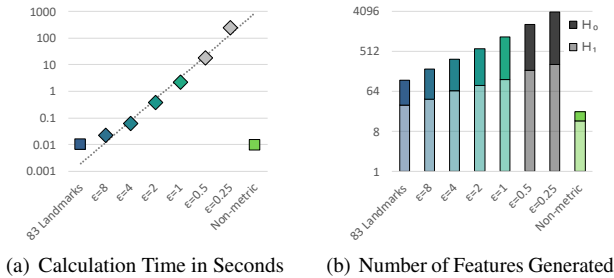 1000
100
10
1
0.1
0.01
0.001
83 Landmarks
ε=8
ε=4
ε=2
ε=1
ε=0.5
ε=0.25
Non-metric
(a) Calculation Time in Seconds
4096
512
64
8
1
H₀
H₁
83 Landmarks
ε=8
ε=4
ε=2
ε=1
ε=0.5
ε=0.25
Non-metric
(b) Number of Features Generated